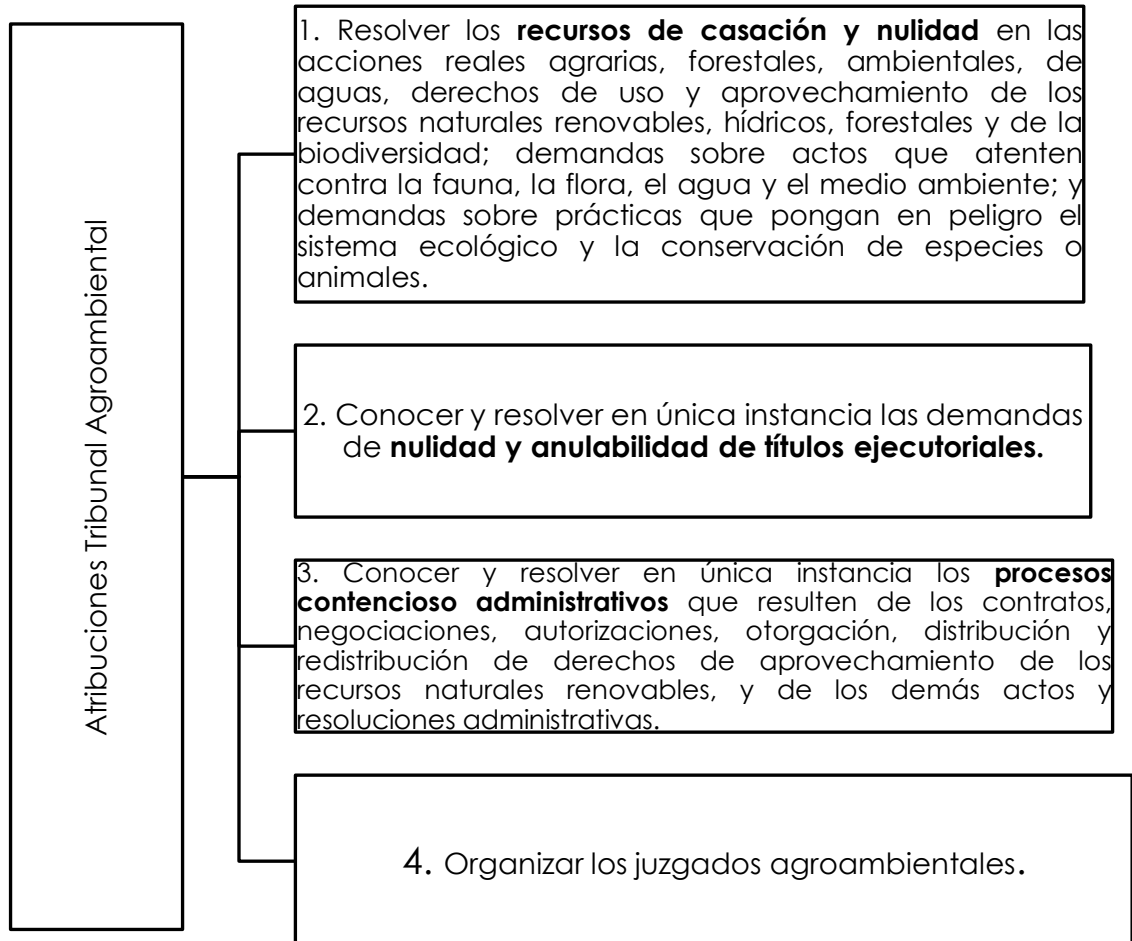 Atribuciones Tribunal Agroambiental
1. Resolver los recursos de casación y nulidad en las
acciones reales agrarias, forestales, ambientales, de
aguas, derechos de uso y aprovechamiento de los
recursos naturales renovables, hídricos, forestales y de la
biodiversidad; demandas sobre actos que atenten
contra la fauna, la flora, el agua y el medio ambiente; y
demandas sobre prácticas que pongan en peligro el
sistema ecológico y la conservación de especies o
animales.
2. Conocer y resolver en única instancia las demandas
de nulidad y anulabilidad de títulos ejecutoriales.
3. Conocer y resolver en única instancia los procesos
contencioso administrativos que resulten de los contratos,
negociaciones, autorizaciones, otorgación, distribución y
redistribución de derechos de aprovechamiento de los
recursos naturales renovables, y de los demás actos y
resoluciones administrativas.
4. Organizar los juzgados agroambientales.